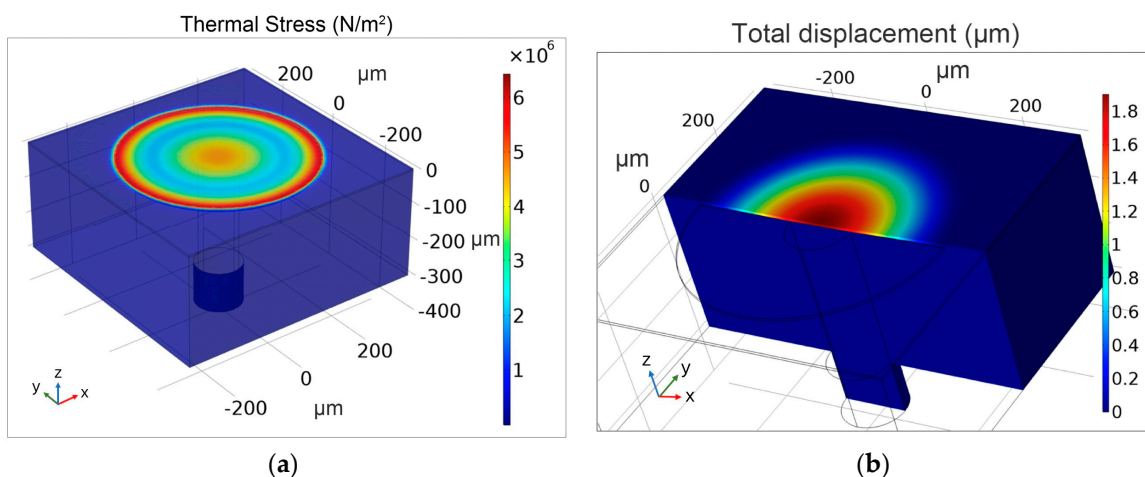 Thermal Stress (N/m²)
×10⁶
200
μm
0
-200
0
-100
-200
μm
-300
-400
200
0
μm
-200
6
5
4
3
2
1
z
y
x
(a)
Total displacement (μm)
μm
-200
0
200
200
μm
0
1.8
1.6
1.4
1.2
1
0.8
0.6
0.4
0.2
0
z
y
x
(b)